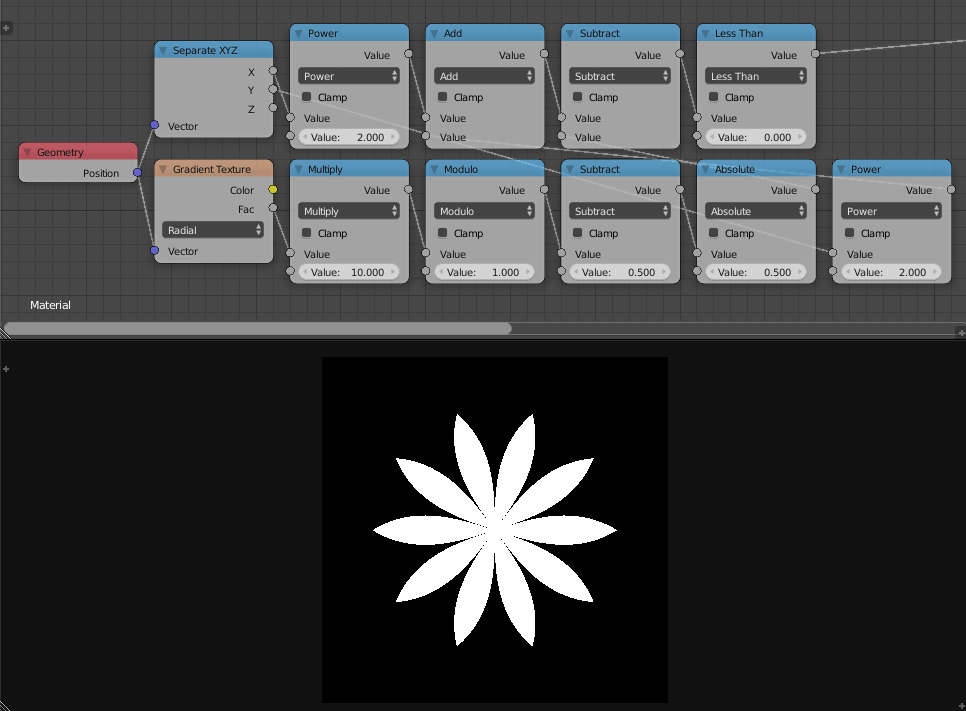 Separate XYZ
X
Y
Z
Vector
Power
Value
Power
Clamp
Value
Value: 2.000
Add
Value
Add
Clamp
Value
Value
Subtract
Value
Subtract
Clamp
Value
Value
Less Than
Value
Less Than
Clamp
Value
Value: 0.000
Geometry
Position
Gradient Texture
Color
Fac
Radial
Vector
Multiply
Value
Multiply
Clamp
Value
Value: 10.000
Modulo
Value
Modulo
Clamp
Value
Value: 1.000
Subtract
Value
Subtract
Clamp
Value
Value: 0.500
Absolute
Value
Absolute
Clamp
Value
Value: 0.500
Power
Value
Power
Clamp
Value
Value: 2.000
Material